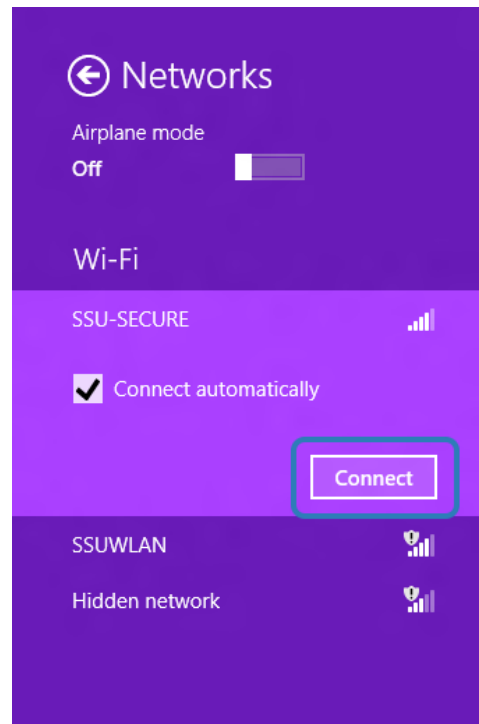 Networks
Airplane mode
Off
Wi-Fi
SSU-SECURE
Connect automatically
Connect
SSUWLAN
Hidden network